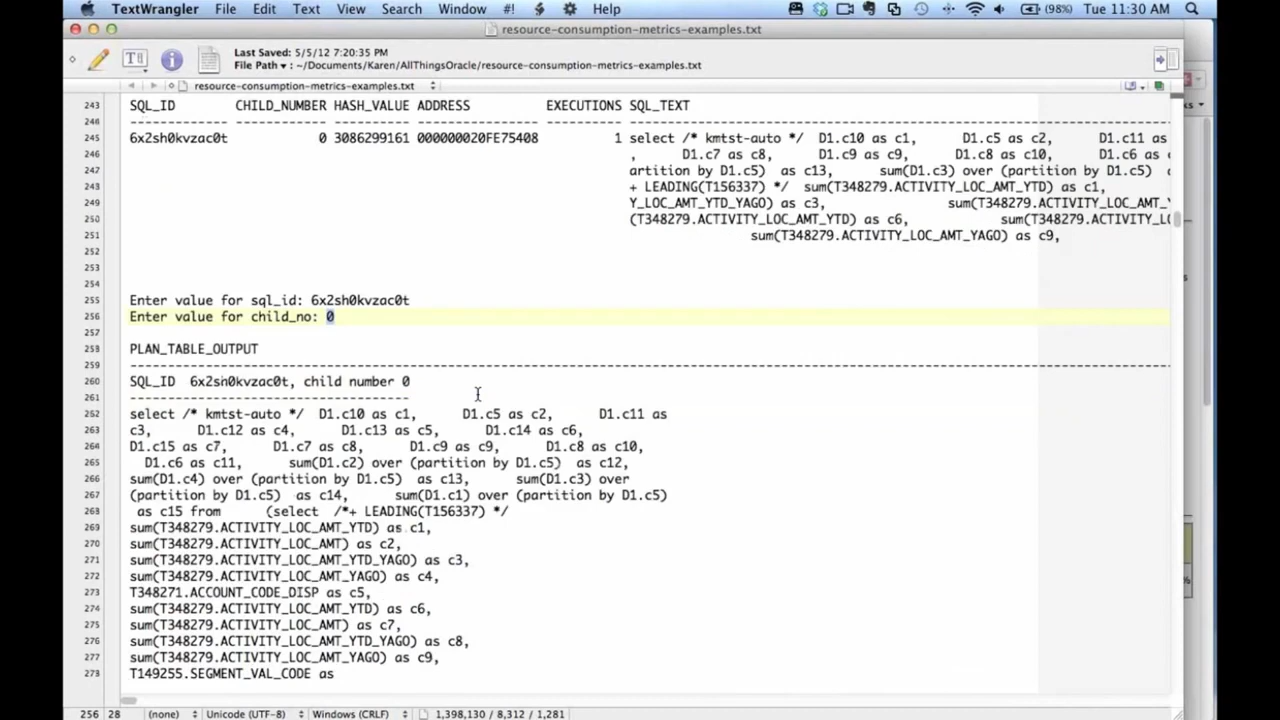 TextWrangler File Edit Text View Search Window #! Help (98%) Tue 11:30 AM
resource-consumption-metrics-examples.txt
Last Saved: 5/5/12 7:20:35 PM
File Path : ~/Documents/Karen/AllThingsOracle/resource-consumption-metrics-examples.txt
resource-consumption-metrics-examples.txt
243 SQL_ID CHILD_NUMBER HASH_VALUE ADDRESS EXECUTIONS SQL_TEXT
244 ------------- ------------ ---------- ---------------- ---------- ----------
245 6x2sh0kvzac0t 0 3086299161 000000020FE75408 1 select /* kmtst-auto */ D1.c10 as c1, D1.c5 as c2, D1.c11 as
246 , D1.c7 as c8, D1.c9 as c9, D1.c8 as c10, D1.c6 as
247 artition by D1.c5) as c13, sum(D1.c3) over (partition by D1.c5)
243 + LEADING(T156337) */ sum(T348279.ACTIVITY_LOC_AMT_YTD) as c1,
249 Y_LOC_AMT_YTD_YAGO) as c3, sum(T348279.ACTIVITY_LOC_AMT_
250 (T348279.ACTIVITY_LOC_AMT_YTD) as c6, sum(T348279.ACTIVITY_LOC
251 sum(T348279.ACTIVITY_LOC_AMT_YAGO) as c9,
252
253
254
255 Enter value for sql_id: 6x2sh0kvzac0t
256 Enter value for child_no: 0
257
258 PLAN_TABLE_OUTPUT
259 --------------------------------------------------------------------------------
260 SQL_ID 6x2sh0kvzac0t, child number 0
261 -------------------------------------
262 select /* kmtst-auto */ D1.c10 as c1, D1.c5 as c2, D1.c11 as
263 c3, D1.c12 as c4, D1.c13 as c5, D1.c14 as c6,
264 D1.c15 as c7, D1.c7 as c8, D1.c9 as c9, D1.c8 as c10,
265 D1.c6 as c11, sum(D1.c2) over (partition by D1.c5) as c12,
266 sum(D1.c4) over (partition by D1.c5) as c13, sum(D1.c3) over
267 (partition by D1.c5) as c14, sum(D1.c1) over (partition by D1.c5)
268 as c15 from (select /*+ LEADING(T156337) */
269 sum(T348279.ACTIVITY_LOC_AMT_YTD) as c1,
270 sum(T348279.ACTIVITY_LOC_AMT) as c2,
271 sum(T348279.ACTIVITY_LOC_AMT_YTD_YAGO) as c3,
272 sum(T348279.ACTIVITY_LOC_AMT_YAGO) as c4,
273 T348271.ACCOUNT_CODE_DISP as c5,
274 sum(T348279.ACTIVITY_LOC_AMT_YTD) as c6,
275 sum(T348279.ACTIVITY_LOC_AMT) as c7,
276 sum(T348279.ACTIVITY_LOC_AMT_YTD_YAGO) as c8,
277 sum(T348279.ACTIVITY_LOC_AMT_YAGO) as c9,
273 T149255.SEGMENT_VAL_CODE as
256 28 (none) Unicode (UTF-8) Windows (CRLF) 1,398,130 / 8,312 / 1,281